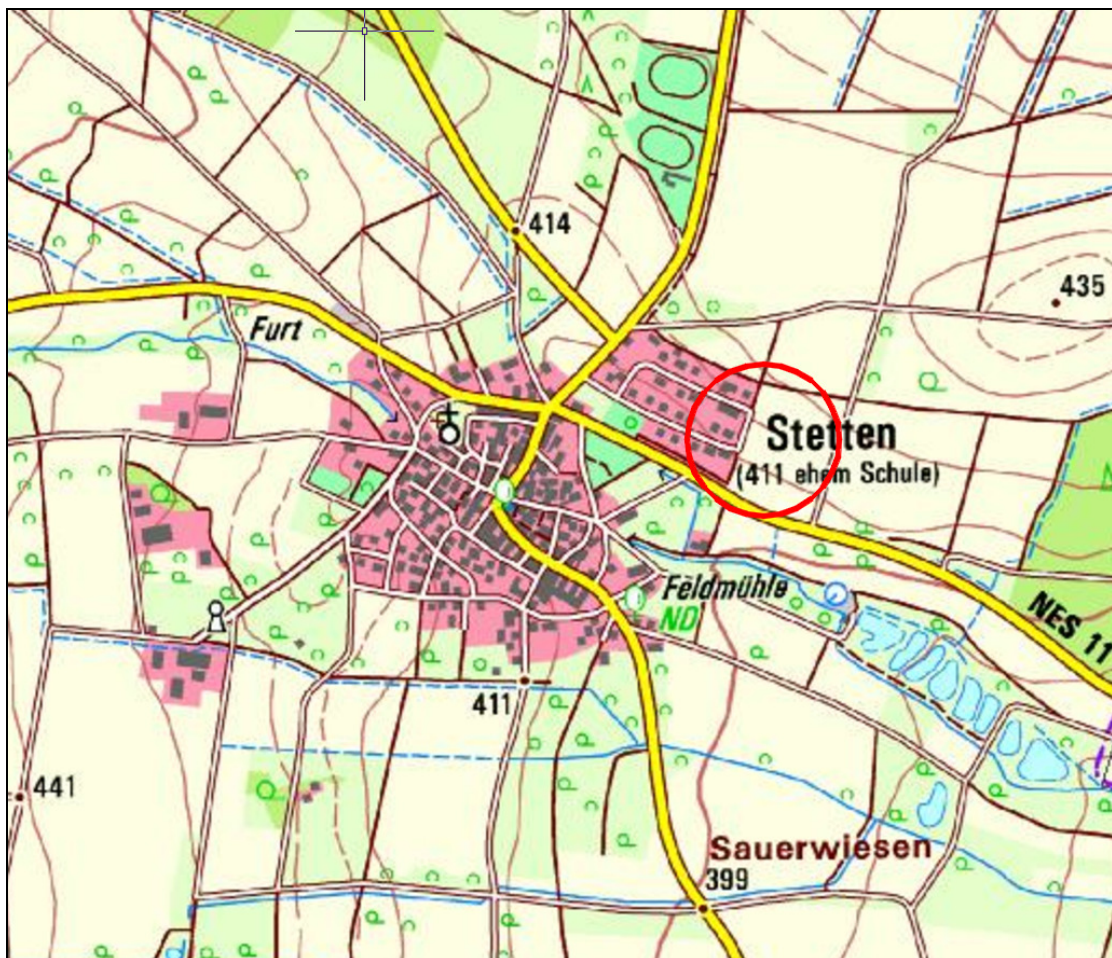 414
435
Furt
Stetten
(411 ehem Schule)
Feldmühle
ND
NES 11
411
441
Sauerwiesen
399